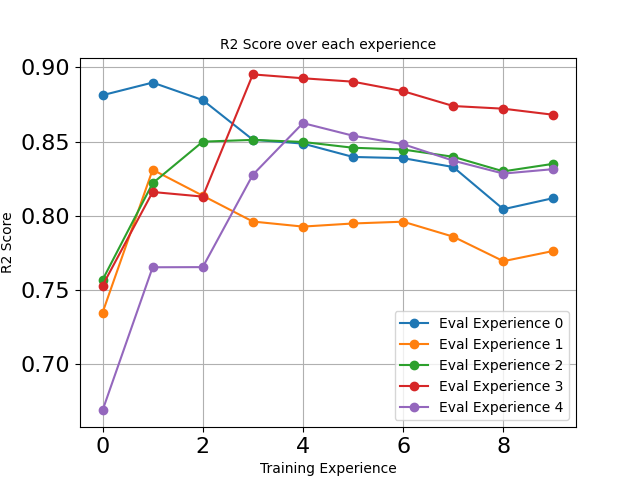 R2 Score over each experience
0.90
0.85
0.80
0.75
0.70
R2 Score
Eval Experience 0
Eval Experience 1
Eval Experience 2
Eval Experience 3
Eval Experience 4
0 2 4 6 8
Training Experience